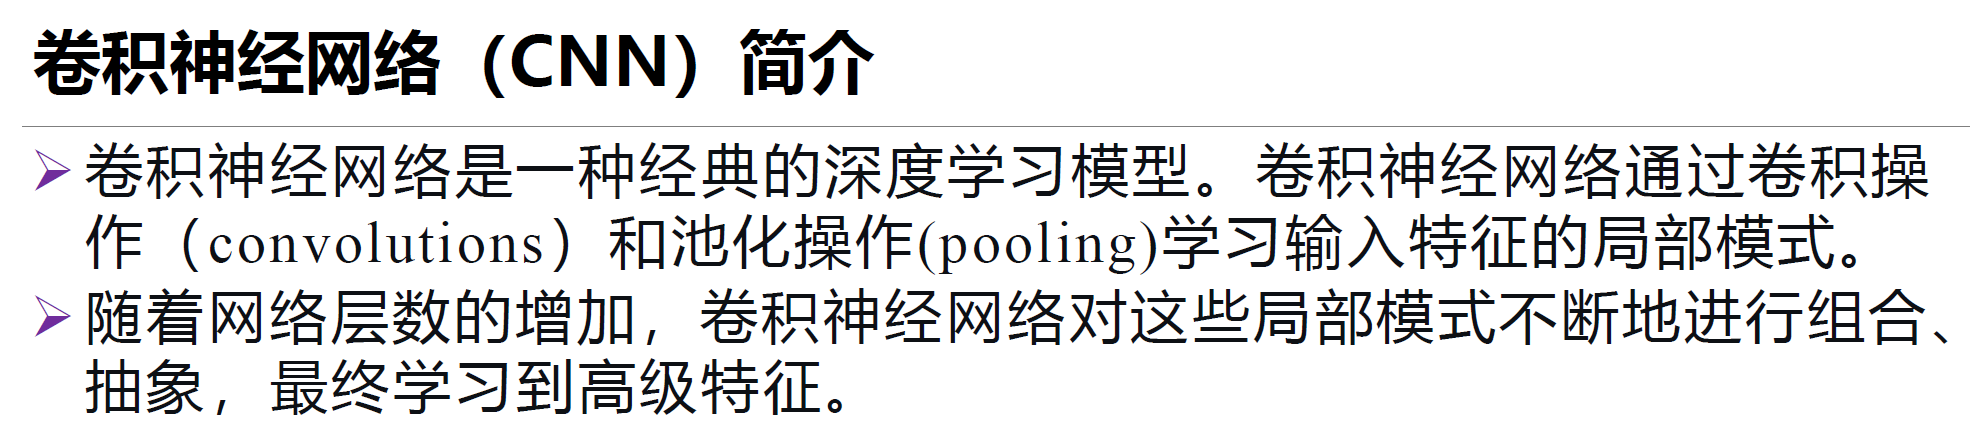 卷积神经网络（CNN）简介
卷积神经网络是一种经典的深度学习模型。卷积神经网络通过卷积操
作（convolutions）和池化操作(pooling)学习输入特征的局部模式。
随着网络层数的增加，卷积神经网络对这些局部模式不断地进行组合、
抽象，最终学习到高级特征。